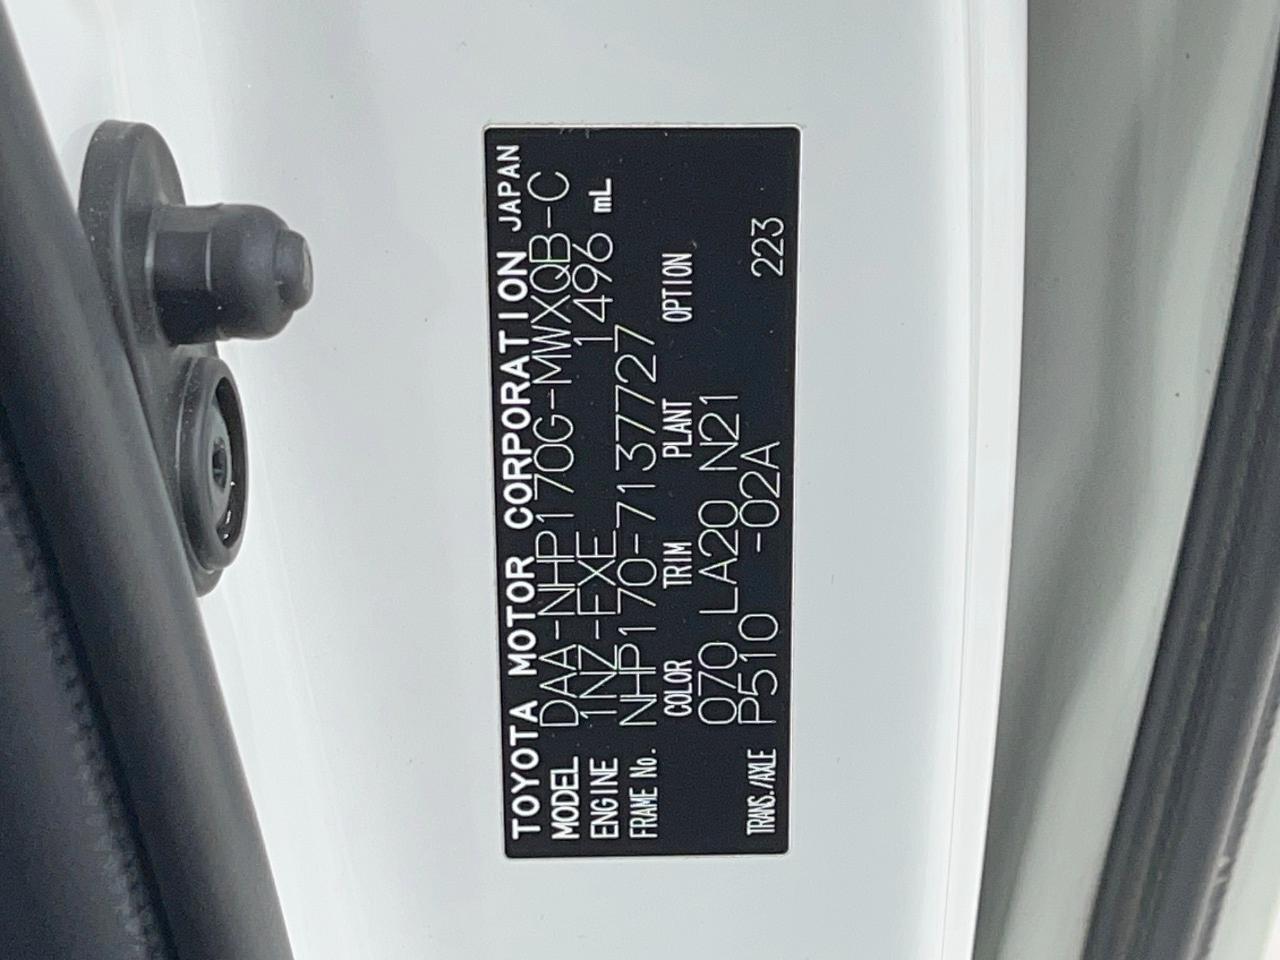 TOYOTA MOTOR CORPORATION JAPAN
MODEL DAA-NHP170G-MWXQB-C
ENGINE 1NZ-FXE 1496 mL
FRAME No. NHP170-7137727
COLOR TRIM PLANT OPTION
070 LA20 N21
TRANS./AXLE P510 -02A 223